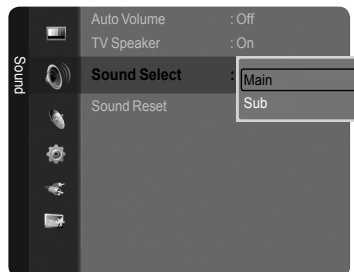 Sound
Auto Volume : Off
TV Speaker : On
Sound Select :
Main
Sub
Sound Reset